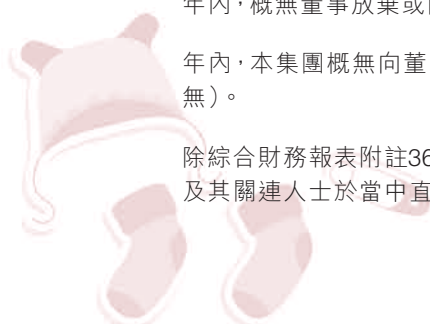 年內，概無董事放棄或
年內，本集團概無向董
無）。
除綜合財務報表附註36
及其關連人士於當中直